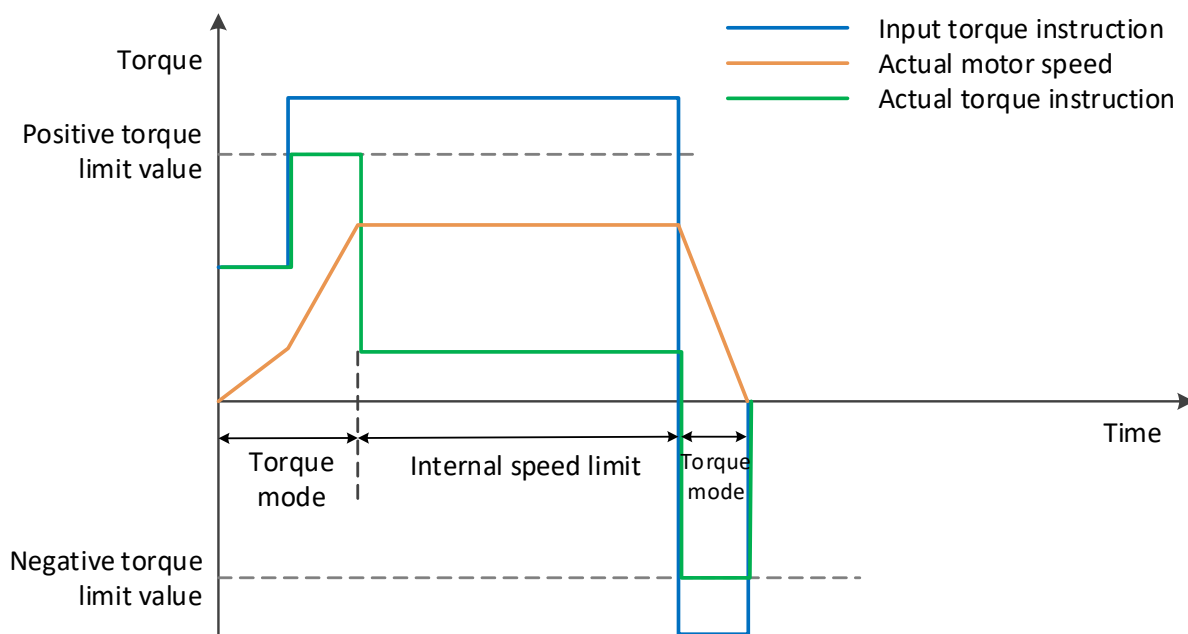 Torque
Positive torque
limit value
Input torque instruction
Actual motor speed
Actual torque instruction
Time
Torque
mode
Internal speed limit
Torque
mode
Negative torque
limit value